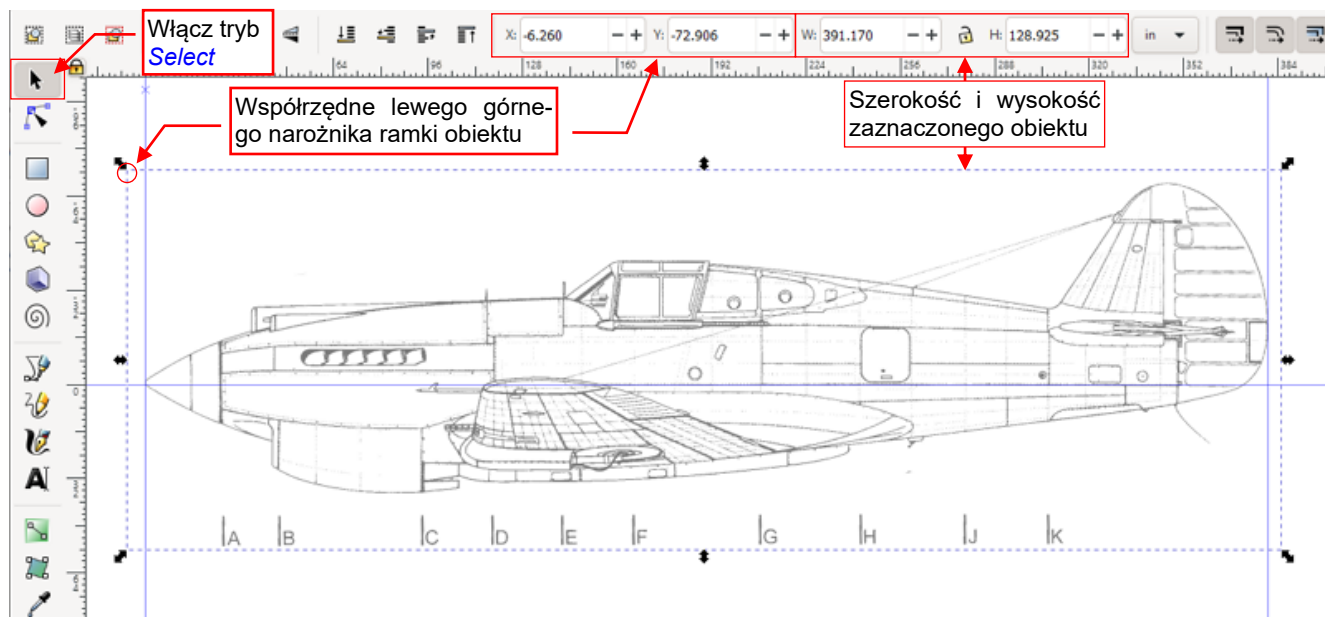 Włącz tryb
Select
X: -6.260 Y: -72.906 W: 391.170 H: 128.925 in
64 96 128 160 192 224 256 288 320 352 384
Współrzędne lewego górne-
go narożnika ramki obiektu
Szerokość i wysokość
zaznaczonego obiektu
0
A B C D E F G H J K